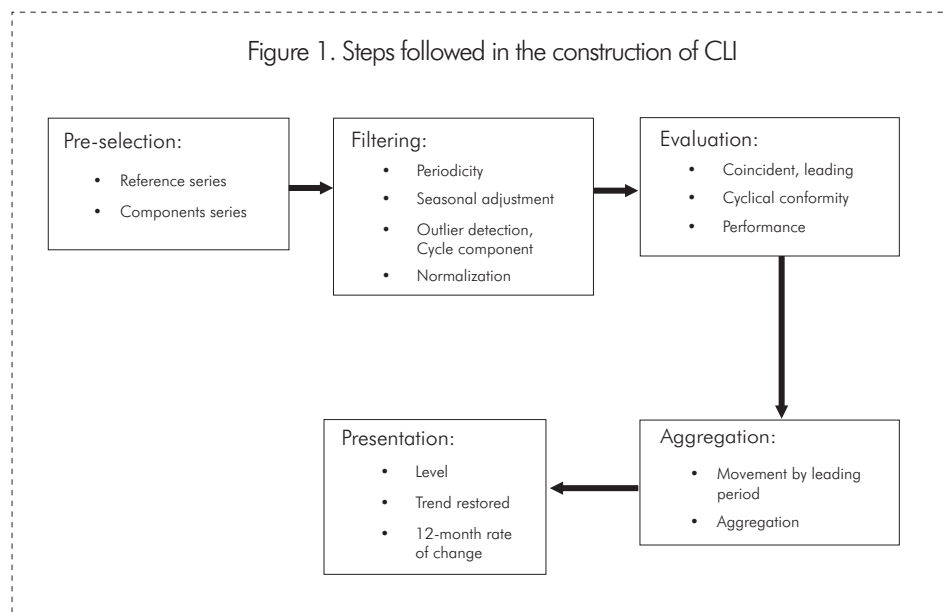 Figure 1. Steps followed in the construction of CLI
Pre-selection:
• Reference series
• Components series
Filtering:
• Periodicity
• Seasonal adjustment
• Outlier detection,
Cycle component
• Normalization
Evaluation:
• Coincident, leading
• Cyclical conformity
• Performance
Aggregation:
• Movement by leading
period
• Aggregation
Presentation:
• Level
• Trend restored
• 12-month rate
of change